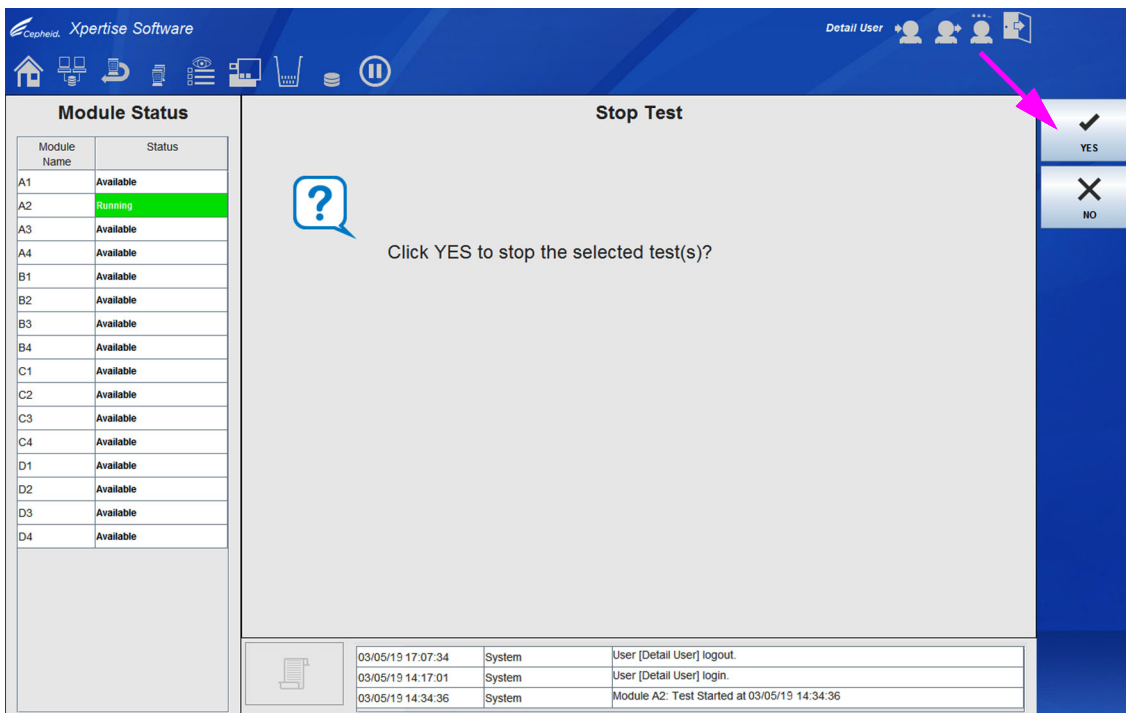 Cepheid. Xpertise Software
Detail User
Module Status
Module Name Status
A1 Available
A2 Running
A3 Available
A4 Available
B1 Available
B2 Available
B3 Available
B4 Available
C1 Available
C2 Available
C3 Available
C4 Available
D1 Available
D2 Available
D3 Available
D4 Available
Stop Test
?
Click YES to stop the selected test(s)?
YES
NO
03/05/19 17:07:34 System User [Detail User] logout.
03/05/19 14:17:01 System User [Detail User] login.
03/05/19 14:34:36 System Module A2: Test Started at 03/05/19 14:34:36